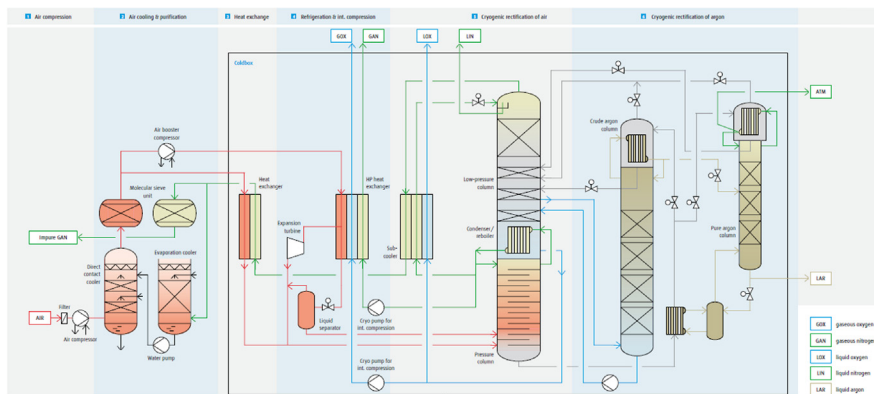 1 Air compression
2 Air cooling & purification
3 Heat exchange
4 Refrigeration & int. compression
5 Cryogenic rectification of air
6 Cryogenic rectification of argon
GOX
GAN
LOX
LIN
Coldbox
ATM
Air booster
compressor
Crude argon
column
Molecular sieve
unit
Heat
exchanger
HP heat
exchanger
Low-pressure
column
Expansion
turbine
Condenser/
reboiler
Sub-
cooler
Pure argon
column
Impure GAN
Direct
contact
cooler
Evaporation cooler
Filter
AIR
Air compressor
Water pump
Liquid
separator
Cryo pump for
int. compression
Cryo pump for
int. compression
Pressure
column
LAR
GOX gaseous oxygen
GAN gaseous nitrogen
LOX liquid oxygen
LIN liquid nitrogen
LAR liquid argon